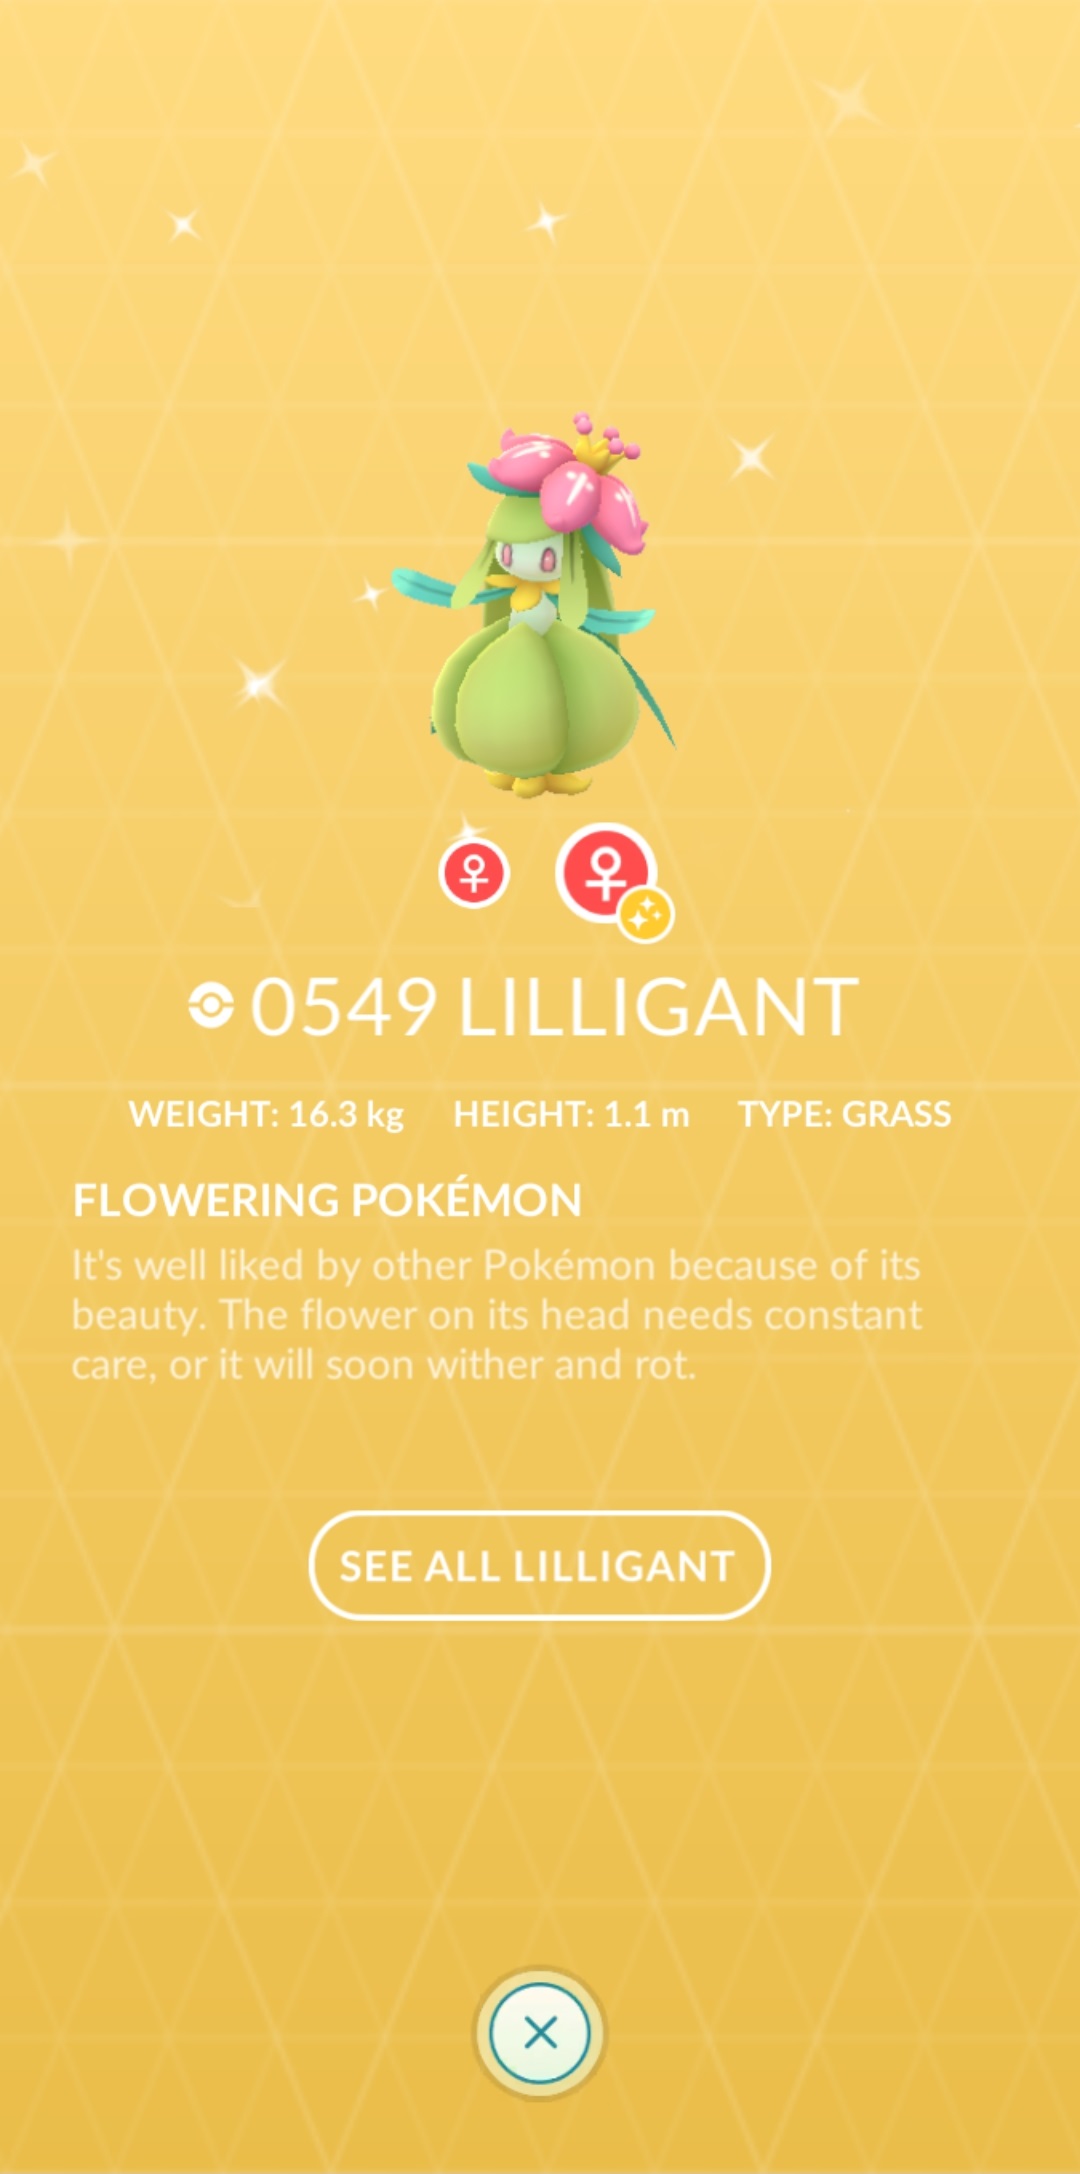 0549 LILLIGANT
WEIGHT: 16.3 kg HEIGHT: 1.1 m TYPE: GRASS
FLOWERING POKÉMON
It's well liked by other Pokémon because of its
beauty. The flower on its head needs constant
care, or it will soon wither and rot.
SEE ALL LILLIGANT